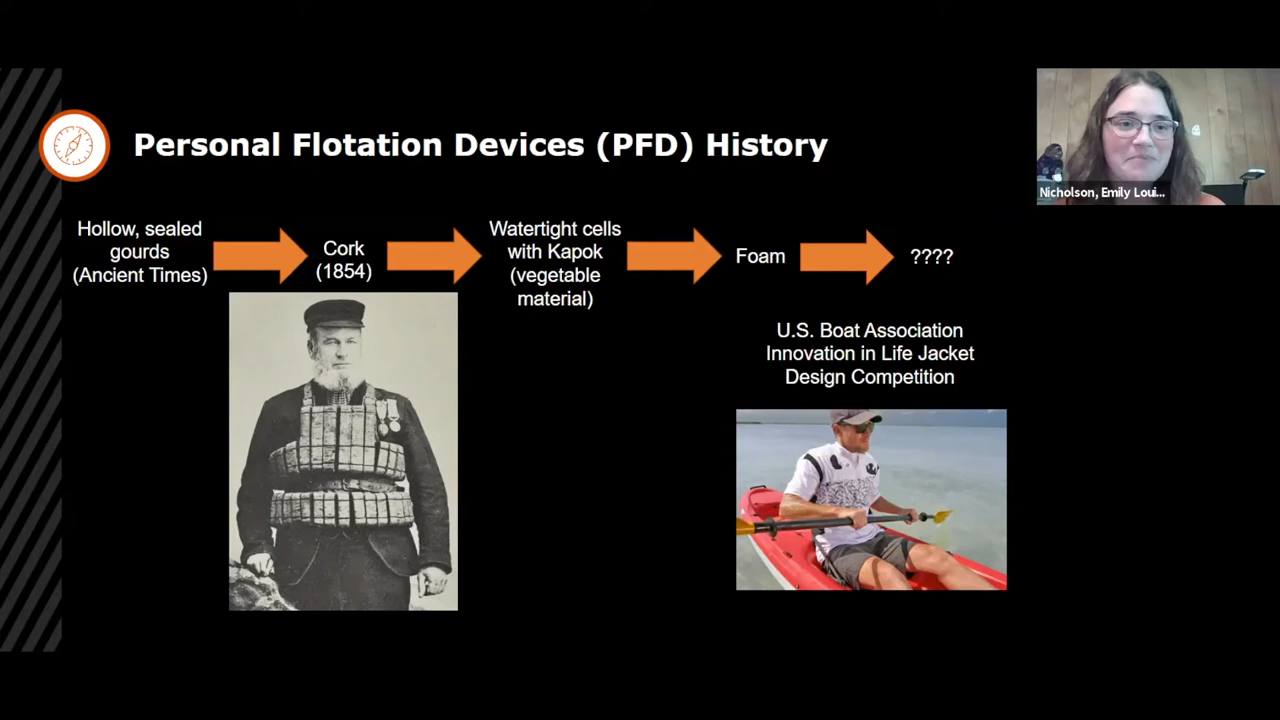 Personal Flotation Devices (PFD) History
Nicholson, Emily Loui...
Hollow, sealed
gourds
(Ancient Times)
Cork
(1854)
Watertight cells
with Kapok
(vegetable
material)
Foam
????
U.S. Boat Association
Innovation in Life Jacket
Design Competition